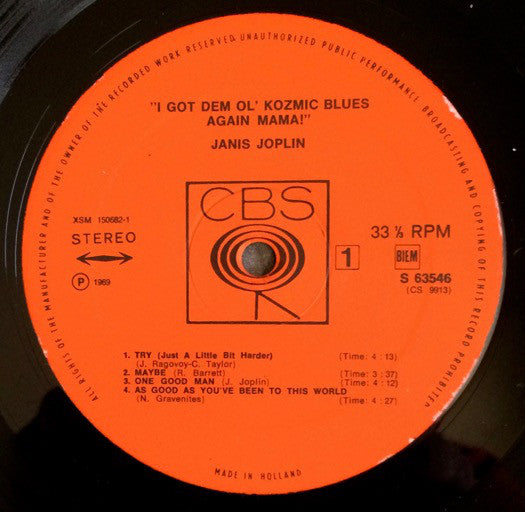 ALL RIGHTS OF THE MANUFACTURER AND OF THE OWNER OF THE RECORDED WORK RESERVED. UNAUTHORIZED PUBLIC PERFORMANCE BROADCASTING AND COPYING OF THIS RECORD PROHIBITED
"I GOT DEM OL' KOZMIC BLUES
AGAIN MAMA!"
JANIS JOPLIN
CBS
XSM 150682-1
STEREO
33 ⅓ RPM
1
BIEM
P 1969
S 63546
(CS 9913)
1. TRY (Just A Little Bit Harder) (Time: 4:13)
(J. Ragovoy-C. Taylor)
2. MAYBE (R. Barrett) (Time: 3:37)
3. ONE GOOD MAN (J. Joplin) (Time: 4:12)
4. AS GOOD AS YOU'VE BEEN TO THIS WORLD
(N. Gravenites) (Time: 4:27)
MADE IN HOLLAND